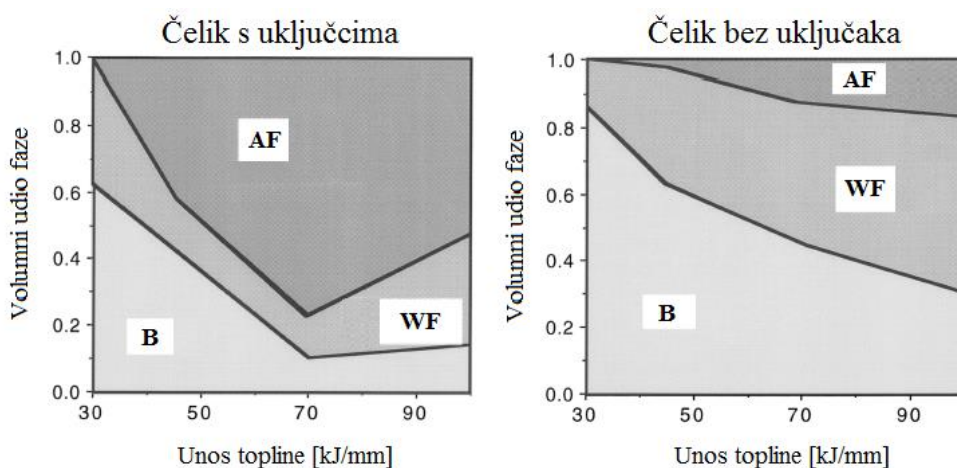 Čelik s uključcima
Volumni udio faze
1.0
0.8
0.6
0.4
0.2
0.0
AF
WF
B
30
50
70
90
Unos topline [kJ/mm]
Čelik bez uključaka
Volumni udio faze
1.0
0.8
0.6
0.4
0.2
0.0
AF
WF
B
30
50
70
90
Unos topline [kJ/mm]